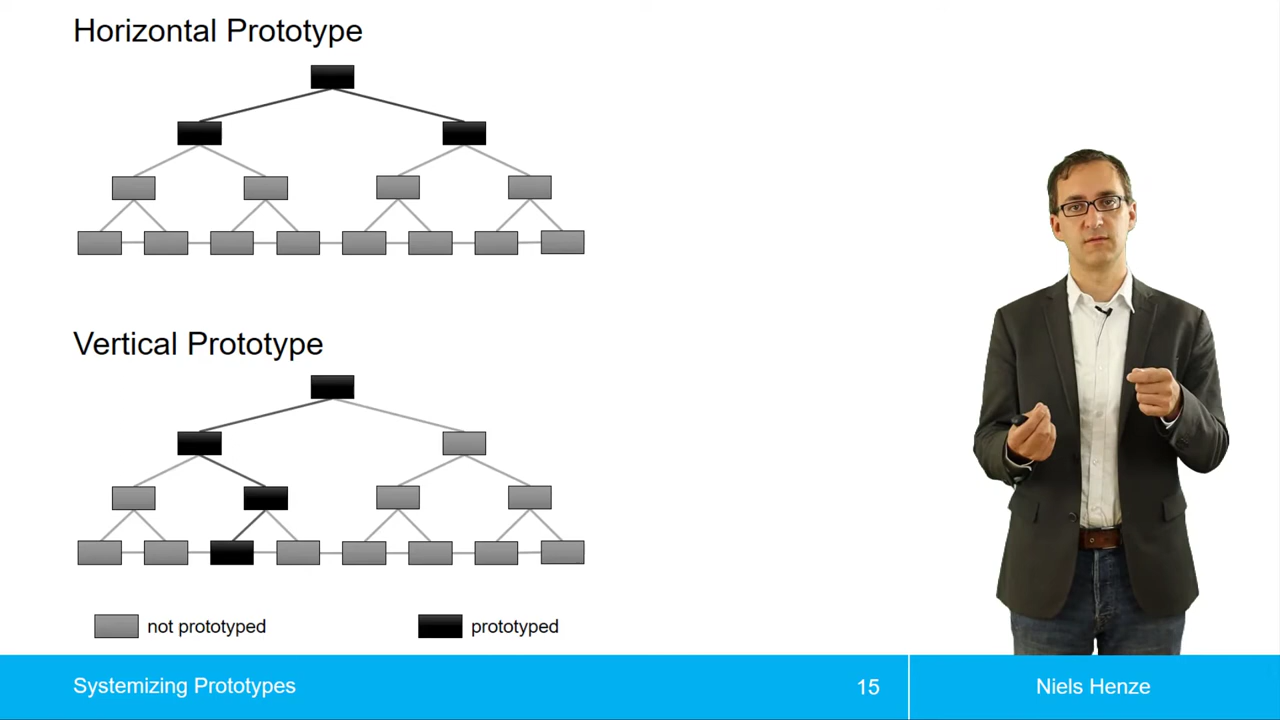 Horizontal Prototype
Vertical Prototype
not prototyped
prototyped
Systemizing Prototypes
15
Niels Henze